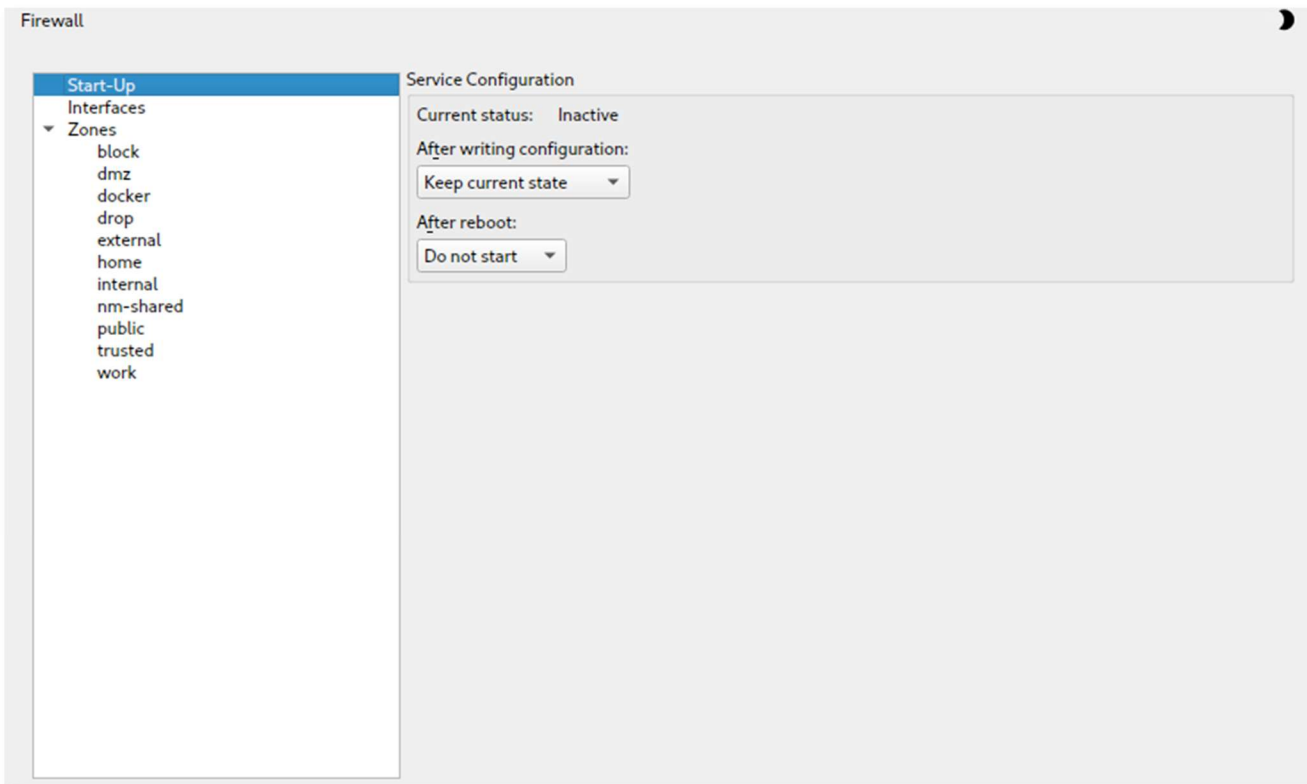 Firewall
Start-Up
Interfaces
Zones
block
dmz
docker
drop
external
home
internal
nm-shared
public
trusted
work
Service Configuration
Current status: Inactive
After writing configuration:
Keep current state
After reboot:
Do not start